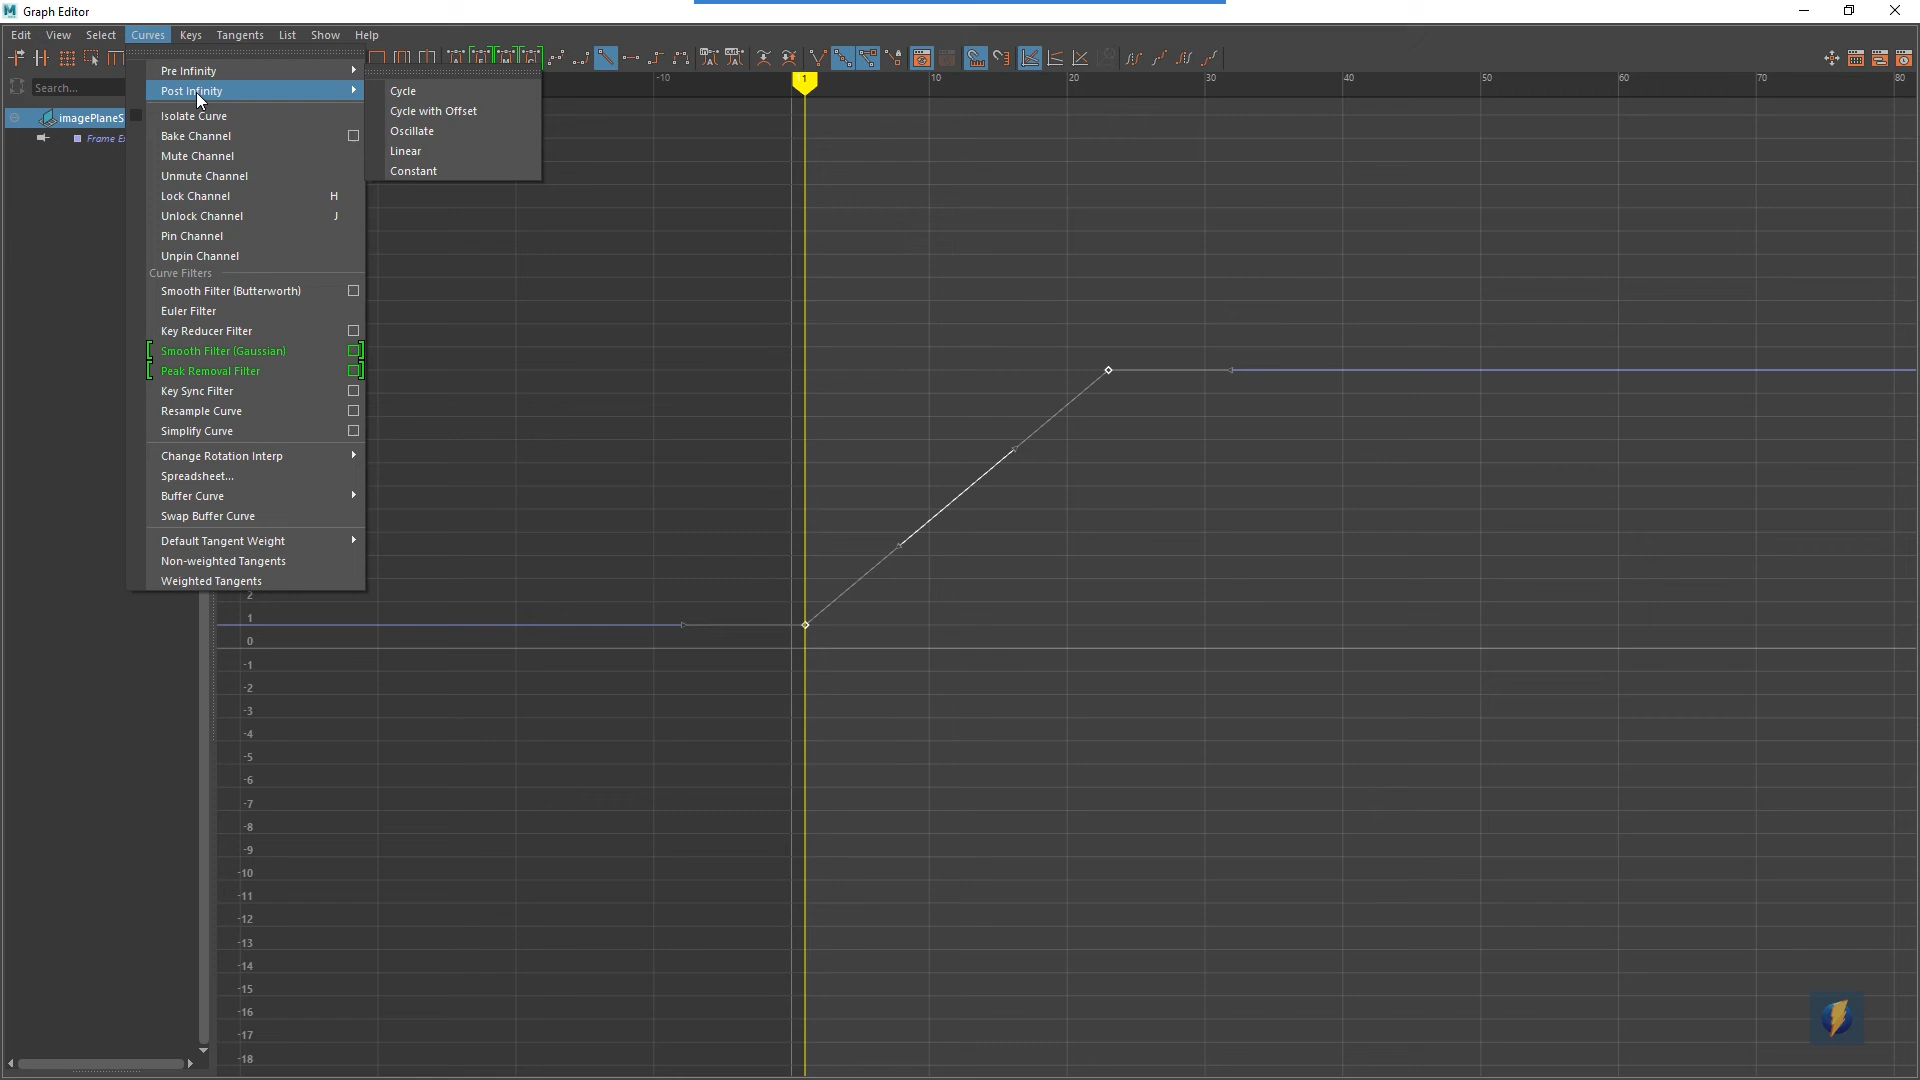 Graph Editor
Edit View Select Curves Keys Tangents List Show Help
Search...
imagePlaneS
Frame Ex
Pre Infinity
Post Infinity
Isolate Curve
Bake Channel
Mute Channel
Unmute Channel
Lock Channel H
Unlock Channel J
Pin Channel
Unpin Channel
Curve Filters
Smooth Filter (Butterworth)
Euler Filter
Key Reducer Filter
Smooth Filter (Gaussian)
Peak Removal Filter
Key Sync Filter
Resample Curve
Simplify Curve
Change Rotation Interp
Spreadsheet...
Buffer Curve
Swap Buffer Curve
Default Tangent Weight
Non-weighted Tangents
Weighted Tangents
Cycle
Cycle with Offset
Oscillate
Linear
Constant
-10 1 10 20 30 40 50 60 70 80
2
1
0
-1
-2
-3
-4
-5
-6
-7
-8
-9
-10
-11
-12
-13
-14
-15
-16
-17
-18